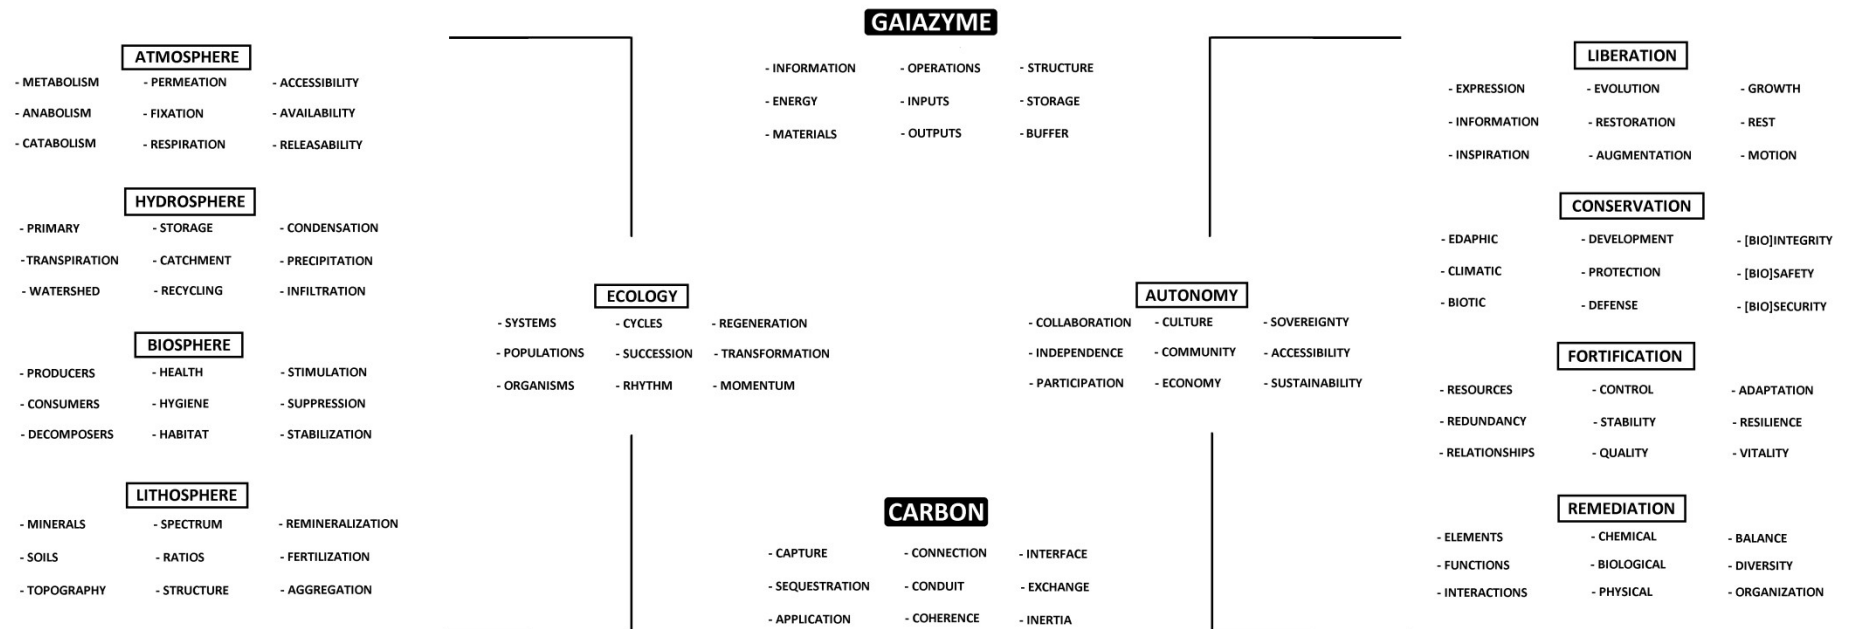 GAIAZYME
- INFORMATION - OPERATIONS - STRUCTURE
- ENERGY - INPUTS - STORAGE
- MATERIALS - OUTPUTS - BUFFER
ATMOSPHERE
- METABOLISM - PERMEATION - ACCESSIBILITY
- ANABOLISM - FIXATION - AVAILABILITY
- CATABOLISM - RESPIRATION - RELEASABILITY
HYDROSPHERE
- PRIMARY - STORAGE - CONDENSATION
-TRANSPIRATION - CATCHMENT - PRECIPITATION
- WATERSHED - RECYCLING - INFILTRATION
BIOSPHERE
- PRODUCERS - HEALTH - STIMULATION
- CONSUMERS - HYGIENE - SUPPRESSION
- DECOMPOSERS - HABITAT - STABILIZATION
LITHOSPHERE
- MINERALS - SPECTRUM - REMINERALIZATION
- SOILS - RATIOS - FERTILIZATION
- TOPOGRAPHY - STRUCTURE - AGGREGATION
ECOLOGY
- SYSTEMS - CYCLES - REGENERATION
- POPULATIONS - SUCCESSION - TRANSFORMATION
- ORGANISMS - RHYTHM - MOMENTUM
AUTONOMY
- COLLABORATION - CULTURE - SOVEREIGNTY
- INDEPENDENCE - COMMUNITY - ACCESSIBILITY
- PARTICIPATION - ECONOMY - SUSTAINABILITY
CARBON
- CAPTURE - CONNECTION - INTERFACE
- SEQUESTRATION - CONDUIT - EXCHANGE
- APPLICATION - COHERENCE - INERTIA
LIBERATION
- EXPRESSION - EVOLUTION - GROWTH
- INFORMATION - RESTORATION - REST
- INSPIRATION - AUGMENTATION - MOTION
CONSERVATION
- EDAPHIC - DEVELOPMENT - [BIO]INTEGRITY
- CLIMATIC - PROTECTION - [BIO]SAFETY
- BIOTIC - DEFENSE - [BIO]SECURITY
FORTIFICATION
- RESOURCES - CONTROL - ADAPTATION
- REDUNDANCY - STABILITY - RESILIENCE
- RELATIONSHIPS - QUALITY - VITALITY
REMEDIATION
- ELEMENTS - CHEMICAL - BALANCE
- FUNCTIONS - BIOLOGICAL - DIVERSITY
- INTERACTIONS - PHYSICAL - ORGANIZATION